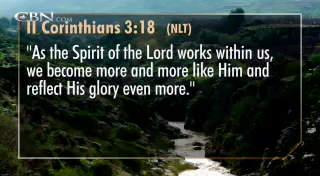 CBN.COM
II Corinthians 3:18 (NLT)
"As the Spirit of the Lord works within us,
we become more and more like Him and
reflect His glory even more."